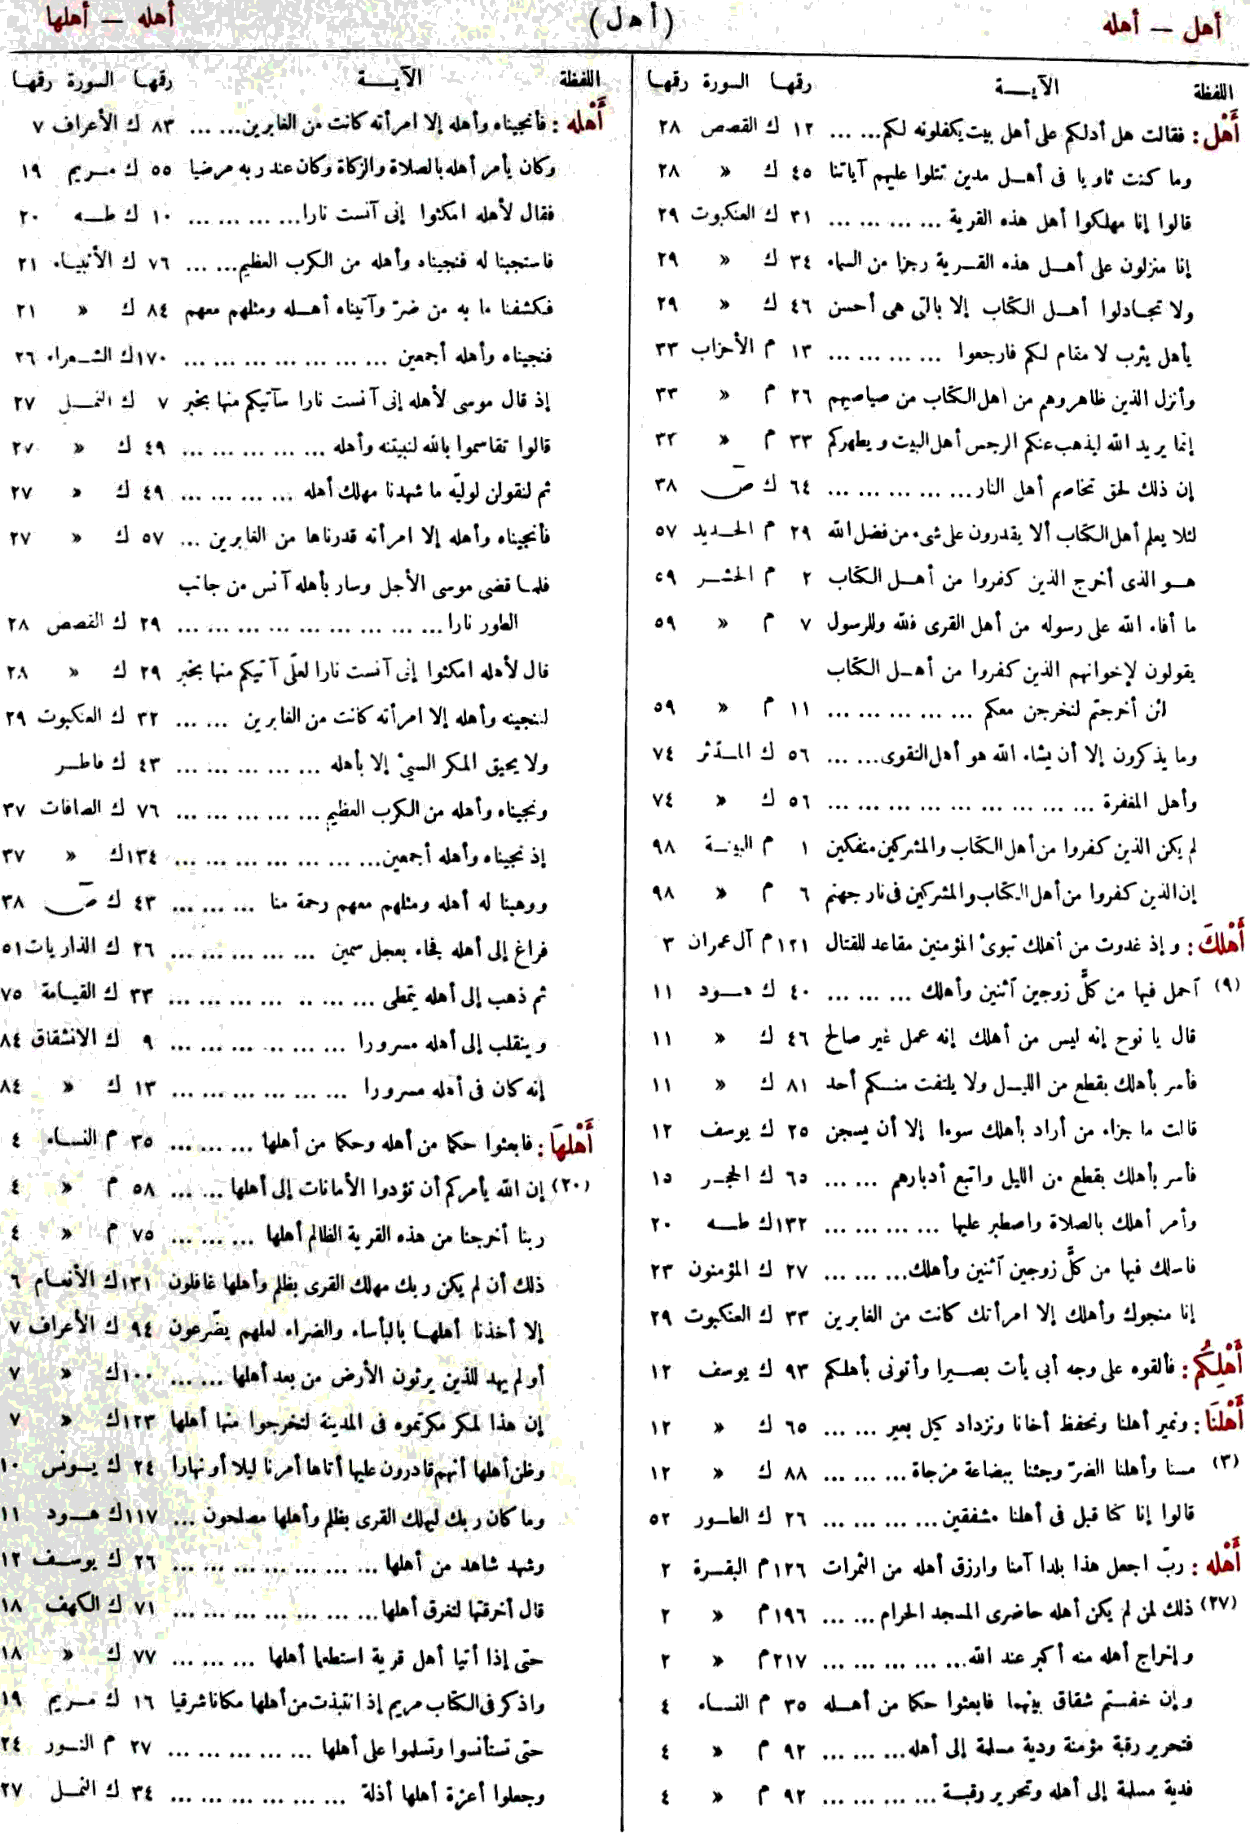 أهل — أهله
(أهل)
أهله — أهلها
اللفظة الآيـــة رقمها السورة رقمها
أَهْل : فقالت هل أدلكم على أهل بيت يكفلونه لكم... ... ١٢ ك القصص ٢٨
وما كنت ثاويا فى أهل مدين تتلوا عليهم آياتنا ٤٥ ك « ٢٨
قالوا إنا مهلكوا أهل هذه القرية ... ... ... ... ٣١ ك العنكبوت ٢٩
إنا منزلون على أهل هذه القرية رجزا من السماء ٣٤ ك « ٢٩
ولا تجادلوا أهل الكتاب إلا بالتى هى أحسن ٤٦ ك « ٢٩
يأهل يثرب لا مقام لكم فارجعوا ... ... ... ... ١٣ م الأحزاب ٣٣
وأنزل الذين ظاهروهم من أهل الكتاب من صياصيهم ٢٦ م « ٣٣
إنما يريد الله ليذهب عنكم الرجس أهل البيت ويطهركم ٣٣ م « ٣٣
إن ذلك لحق تخاصم أهل النار... ... ... ... ... ٦٤ ك صۤ ٣٨
لئلا يعلم أهل الكتاب ألا يقدرون على شىء من فضل الله ٢٩ م الحديد ٥٧
هو الذى أخرج الذين كفروا من أهل الكتاب ٢ م الحشر ٥٩
ما أفاء الله على رسوله من أهل القرى فلله وللرسول ٧ م « ٥٩
يقولون لإخوانهم الذين كفروا من أهل الكتاب
لئن أخرجتم لنخرجن معكم ... ... ... ... ... ١١ م « ٥٩
وما يذكرون إلا أن يشاء الله هو أهل التقوى... ... ٥٦ ك المدثر ٧٤
وأهل المغفرة ... ... ... ... ... ... ... ... ٥٦ ك « ٧٤
لم يكن الذين كفروا من أهل الكتاب والمشركين منفكين ١ م البينة ٩٨
إن الذين كفروا من أهل الكتاب والمشركين فى نار جهنم ٦ م « ٩٨
أَهْلكَ : وإذ غدوت من أهلك تبوئ المؤمنين مقاعد للقتال ١٢١م آل عمران ٣
(٩) آحمل فيها من كلٍّ زوجين آثنين وأهلك ... ... ... ٤٠ ك هود ١١
قال يا نوح إنه ليس من أهلك إنه عمل غير صالح ٤٦ ك « ١١
فأسر بأهلك بقطع من الليل ولا يلتفت منكم أحد ٨١ ك « ١١
قالت ما جزاء من أراد بأهلك سوءا إلا أن يسجن ٢٥ ك يوسف ١٢
فأسر بأهلك بقطع من الليل واتبع أدبارهم ... ... ٦٥ ك الحجر ١٥
وأمر أهلك بالصلاة واصطبر عليها ... ... ... ... ١٣٢ك طه ٢٠
فاسلك فيها من كلٍّ زوجين آثنين وأهلك... ... ... ٢٧ ك المؤمنون ٢٣
إنا منجوك وأهلك إلا امرأتك كانت من الغابرين ٣٣ ك العنكبوت ٢٩
أَهْلِكُم : فألقوه على وجه أبى يأت بصيرا وأتونى بأهلكم ٩٣ ك يوسف ١٢
أَهْلَنَا : ونمير أهلنا ونحفظ أخانا ونزداد كيل بعير ... ... ٦٥ ك « ١٢
(٣) مسنا وأهلنا الضرّ وجئنا ببضاعة مزجاة ... ... ... ٨٨ ك « ١٢
قالوا إنا كنا قبل فى أهلنا مشفقين ... ... ... ... ٢٦ ك الطور ٥٢
أَهْله : ربّ اجعل هذا بلدا آمنا وارزق أهله من الثمرات ١٢٦م البقرة ٢
(٢٧) ذلك لمن لم يكن أهله حاضرى المسجد الحرام ... ... ١٩٦م « ٢
وإخراج أهله منه أكبر عند الله... ... ... ... ... ٢١٧م « ٢
وإن خفتم شقاق بينهما فابعثوا حكما من أهله ٣٥ م النساء ٤
فتحرير رقبة مؤمنة ودية مسلمة إلى أهله... ... ... ٩٢ م « ٤
فدية مسلمة إلى أهله وتحرير رقبة ... ... ... ... ٩٢ م « ٤
اللفظة الآيـــة رقمها السورة رقمها
أَهْله : فأنجيناه وأهله إلا امرأته كانت من الغابرين... ... ٨٣ ك الأعراف ٧
وكان يأمر أهله بالصلاة والزكاة وكان عند ربه مرضيا ٥٥ ك مريم ١٩
فقال لأهله امكثوا إنى آنست نارا... ... ... ... ١٠ ك طه ٢٠
فاستجبنا له فنجيناه وأهله من الكرب العظيم... ... ٧٦ ك الأنبياء ٢١
فكشفنا ما به من ضرّ وآتيناه أهله ومثلهم معهم ٨٤ ك « ٢١
فنجيناه وأهله أجمعين ... ... ... ... ... ... ... ١٧٠ك الشعراء ٢٦
إذ قال موسى لأهله إنى آنست نارا سآتيكم منها بخبر ٧ ك النمل ٢٧
قالوا تقاسموا بالله لنبيتنه وأهله ... ... ... ... ... ٤٩ ك « ٢٧
ثم لنقولن لوليّه ما شهدنا مهلك أهله ... ... ... ... ٤٩ ك « ٢٧
فأنجيناه وأهله إلا امرأته قدرناها من الغابرين ... ٥٧ ك « ٢٧
فلما قضى موسى الأجل وسار بأهله آنس من جانب
الطور نارا ... ... ... ... ... ... ... ... ... ٢٩ ك القصص ٢٨
قال لأهله امكثوا إنى آنست نارا لعلّى آتيكم منها بخبر ٢٩ ك « ٢٨
لننجينه وأهله إلا امرأته كانت من الغابرين ... ... ٣٢ ك العنكبوت ٢٩
ولا يحيق المكر السيئ إلا بأهله ... ... ... ... ... ٤٣ ك فاطر
ونجيناه وأهله من الكرب العظيم ... ... ... ... ... ٧٦ ك الصافات ٣٧
إذ نجيناه وأهله أجمعين... ... ... ... ... ... ... ١٣٤ك « ٣٧
ووهبنا له أهله ومثلهم معهم رحمة منا ... ... ... ٤٣ ك صۤ ٣٨
فراغ إلى أهله فجاء بعجل سمين ... ... ... ... ... ٢٦ ك الذاريات ٥١
ثم ذهب إلى أهله يتمطى ... ... .. ... ... ... ... ٣٣ ك القيامة ٧٥
وينقلب إلى أهله مسرورا ... ... ... ... ... ... ٩ ك الانشقاق ٨٤
إنه كان فى أهله مسرورا ... ... ... ... ... ... ١٣ ك « ٨٤
أَهْلهَا : فابعثوا حكما من أهله وحكما من أهلها ... ... ... ٣٥ م النساء ٤
(٢٠) إن الله يأمركم أن تؤدوا الأمانات إلى أهلها ... ... ٥٨ م « ٤
ربنا أخرجنا من هذه القرية الظالم أهلها ... ... ... ٧٥ م « ٤
ذلك أن لم يكن ربك مهلك القرى بظلم وأهلها غافلون ١٣١ك الأنعام ٦
إلا أخذنا أهلها بالبأساء والضراء لعلهم يضّرعون ٩٤ ك الأعراف ٧
أولم يهد للذين يرثون الأرض من بعد أهلها ... ... ١٠٠ك « ٧
إن هذا لمكر مكرتموه فى المدينة لتخرجوا منها أهلها ١٢٣ك « ٧
وظن أهلها أنهم قادرون عليها أتاها أمرنا ليلا أو نهارا ٢٤ ك يونس ١٠
وما كان ربك ليهلك القرى بظلم وأهلها مصلحون ... ١١٧ك هود ١١
وشهد شاهد من أهلها ... ... ... ... ... ... ... ٢٦ ك يوسف ١٢
قال أخرقتها لتغرق أهلها... ... ... ... ... ... ... ٧١ ك الكهف ١٨
حتى إذا أتيا أهل قرية استطعما أهلها ... ... ... ٧٧ ك « ١٨
واذكر فى الكتاب مريم إذ انتبذت من أهلها مكانا شرقيا ١٦ ك مريم ١٩
حتى تستأنسوا وتسلموا على أهلها ... ... ... ... ... ٢٧ م النور ٢٤
وجعلوا أعزة أهلها أذلة ... ... ... ... ... ... ٣٤ ك النمل ٢٧